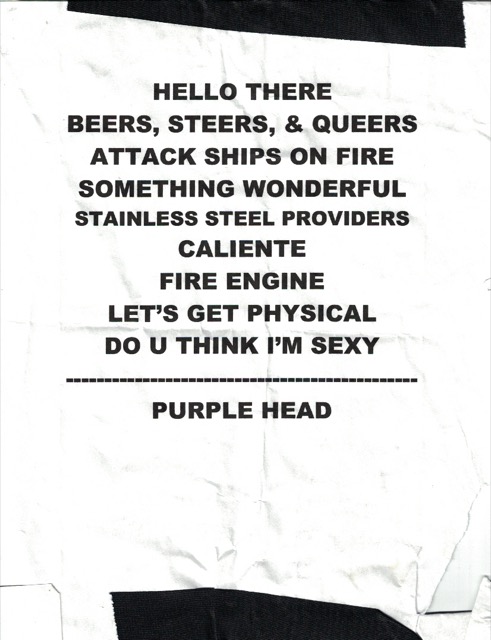 HELLO THERE
BEERS, STEERS, & QUEERS
ATTACK SHIPS ON FIRE
SOMETHING WONDERFUL
STAINLESS STEEL PROVIDERS
CALIENTE
FIRE ENGINE
LET'S GET PHYSICAL
DO U THINK I'M SEXY
----------------------------------------------
PURPLE HEAD